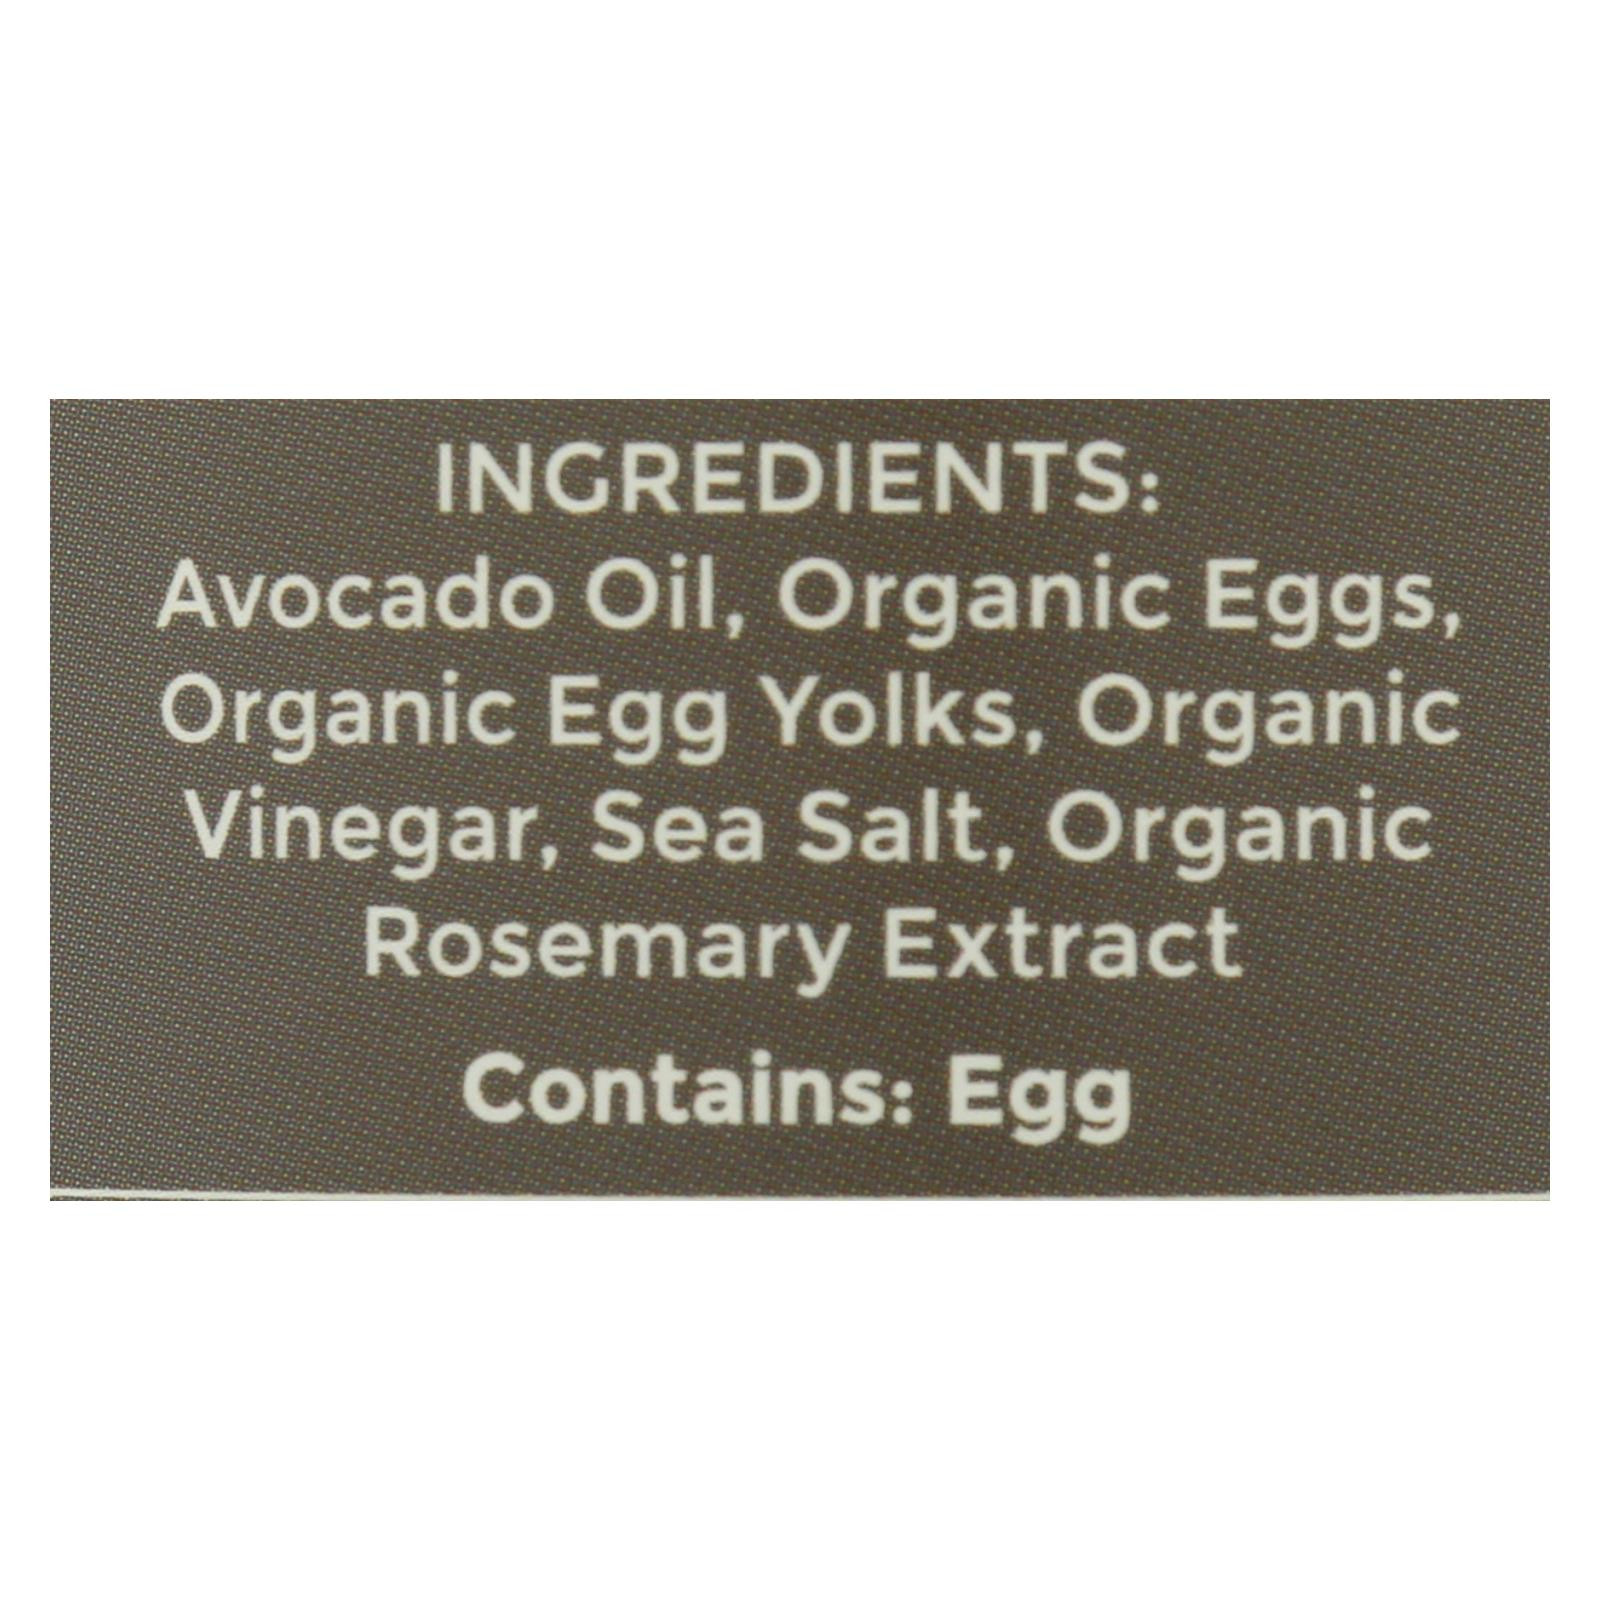 INGREDIENTS:
Avocado Oil, Organic Eggs,
Organic Egg Yolks, Organic
Vinegar, Sea Salt, Organic
Rosemary Extract
Contains: Egg